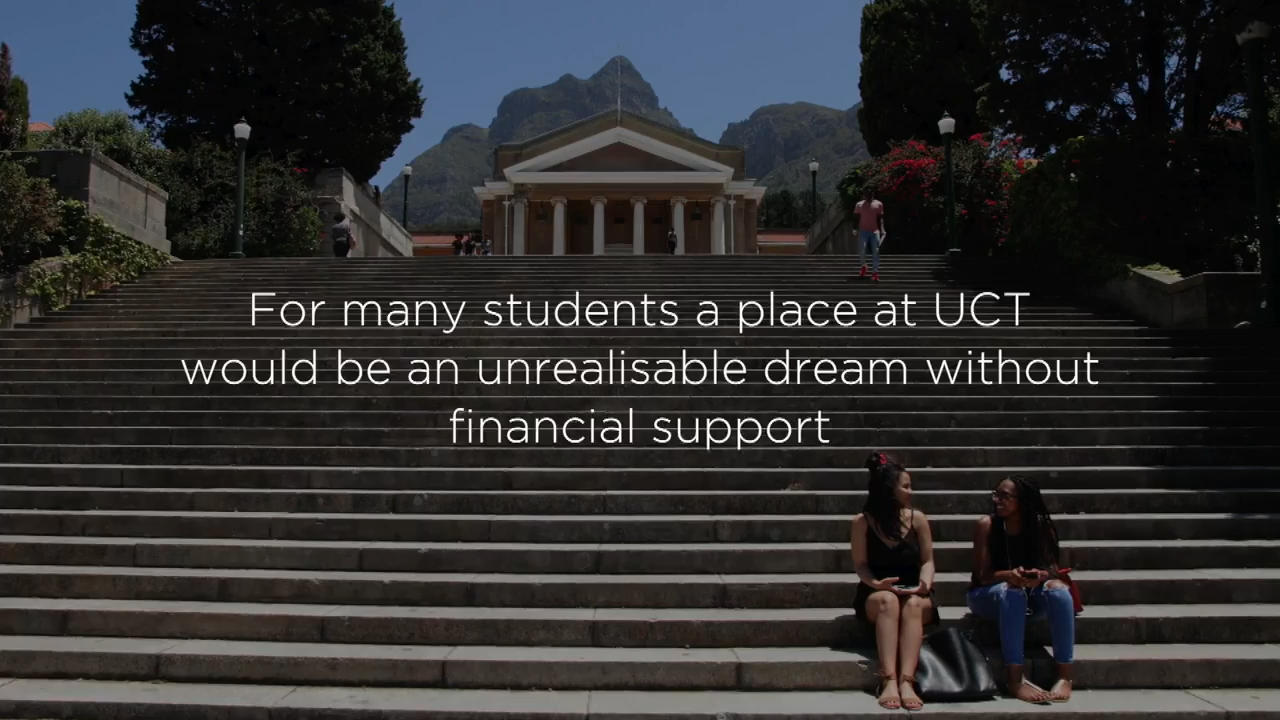 For many students a place at UCT
would be an unrealisable dream without
financial support